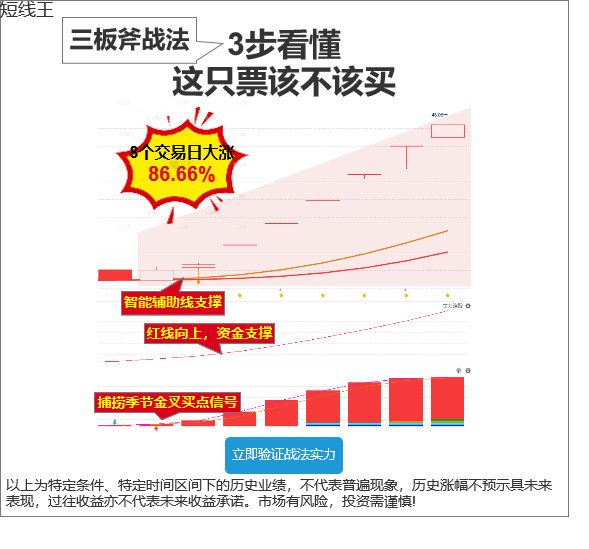 短线王
三板斧战法
3步看懂
这只票该不该买
8个交易日大涨
86.66%
智能辅助线支撑
红线向上，资金支撑
捕捞季节金叉买点信号
立即验证战法实力
以上为特定条件、特定时间区间下的历史业绩，不代表普遍现象，历史涨幅不预示具未来
表现，过往收益亦不代表未来收益承诺。市场有风险，投资需谨慎!